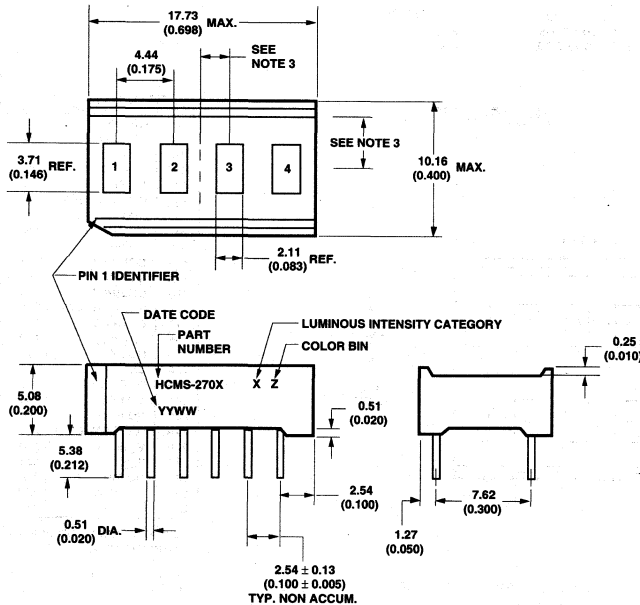 17.73
(0.698) MAX.
4.44
(0.175)
SEE
NOTE 3
3.71
(0.146) REF.
1
2
3
4
SEE NOTE 3
10.16
(0.400) MAX.
2.11
(0.083) REF.
PIN 1 IDENTIFIER
DATE CODE
PART
NUMBER
LUMINOUS INTENSITY CATEGORY
COLOR BIN
HCMS-270X
X Z
YYWW
5.08
(0.200)
5.38
(0.212)
0.51
(0.020)
0.51
(0.020) DIA.
2.54
(0.100)
2.54 ± 0.13
(0.100 ± 0.005)
TYP. NON ACCUM.
0.25
(0.010)
7.62
(0.300)
1.27
(0.050)